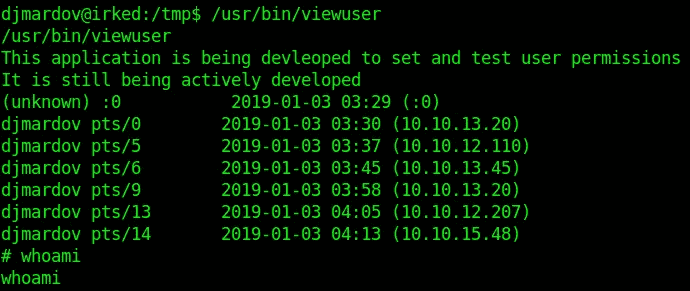 djmardov@irked:/tmp$ /usr/bin/viewuser
/usr/bin/viewuser
This application is being devleoped to set and test user permissions
It is still being actively developed
(unknown) :0           2019-01-03 03:29 (:0)
djmardov pts/0        2019-01-03 03:30 (10.10.13.20)
djmardov pts/5        2019-01-03 03:37 (10.10.12.110)
djmardov pts/6        2019-01-03 03:45 (10.10.13.45)
djmardov pts/9        2019-01-03 03:58 (10.10.13.20)
djmardov pts/13       2019-01-03 04:05 (10.10.12.207)
djmardov pts/14       2019-01-03 04:13 (10.10.15.48)
# whoami
whoami